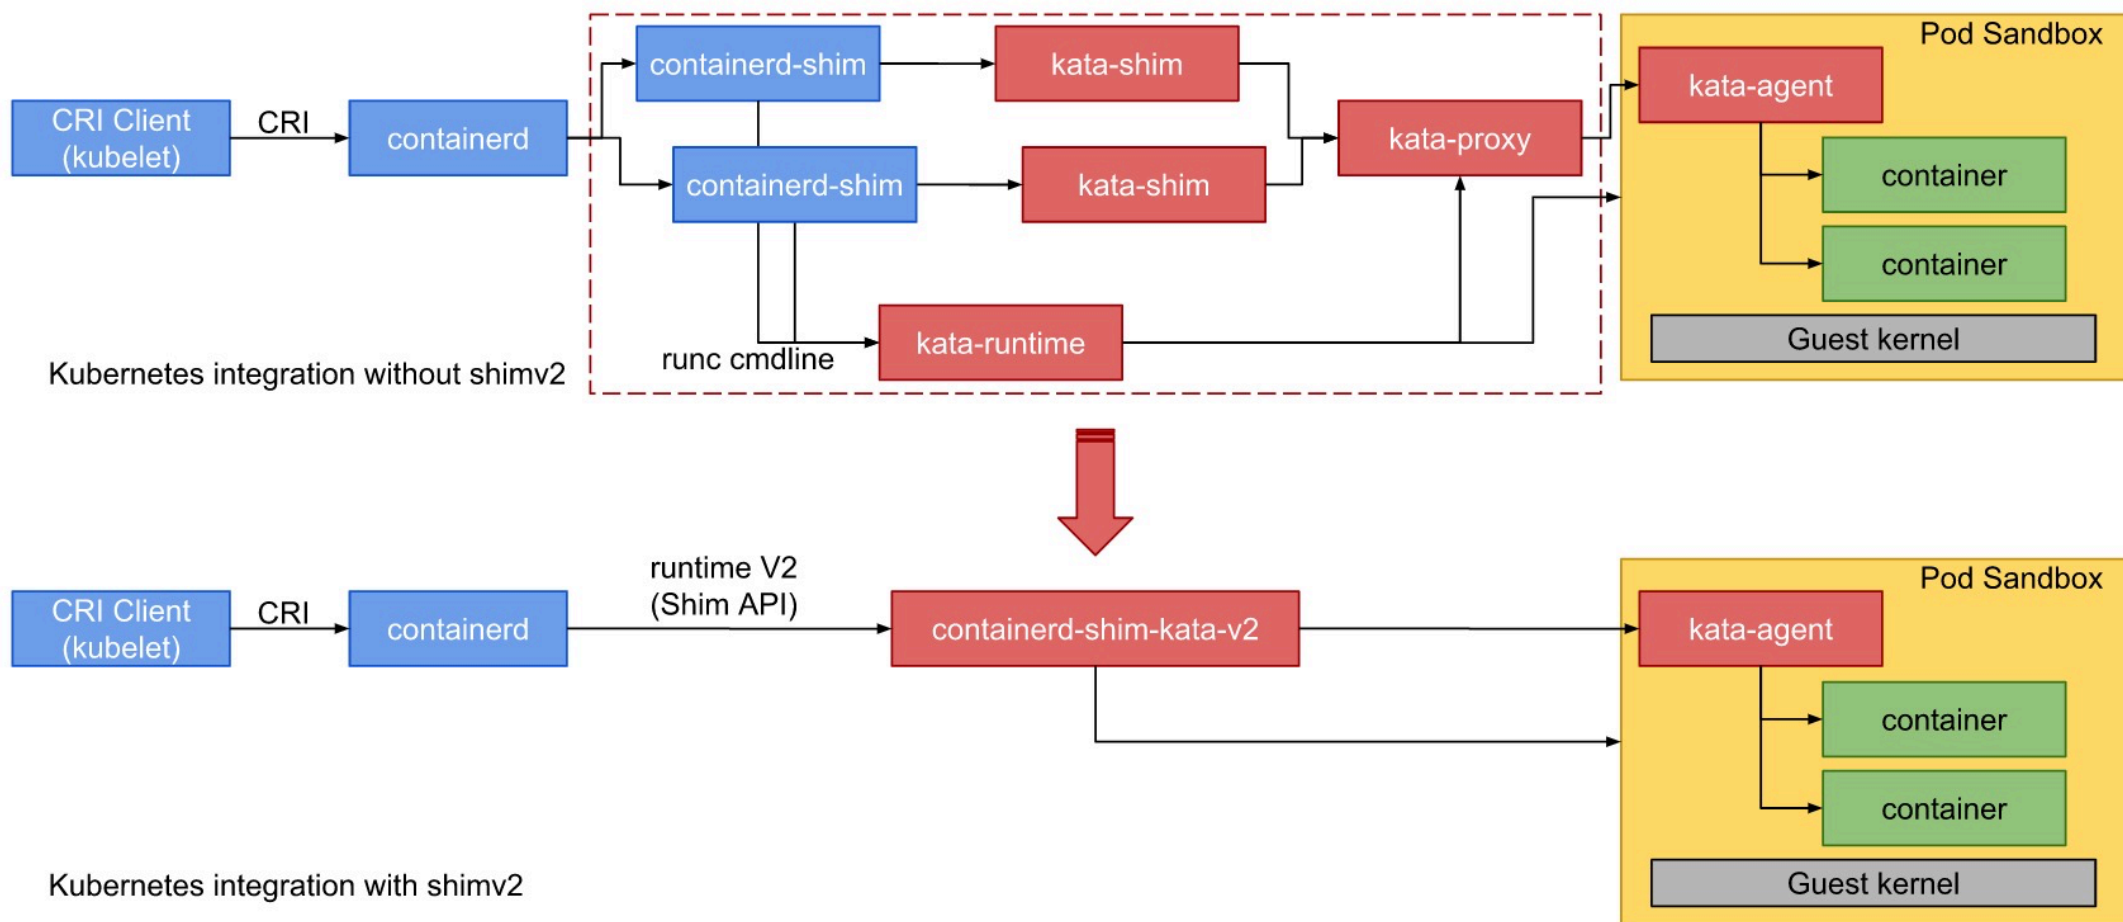 Pod Sandbox
containerd-shim
kata-shim
kata-agent
CRI Client
(kubelet)
CRI
containerd
kata-proxy
container
containerd-shim
kata-shim
container
kata-runtime
Guest kernel
runc cmdline
Kubernetes integration without shimv2
runtime V2
(Shim API)
Pod Sandbox
CRI Client
(kubelet)
CRI
containerd
containerd-shim-kata-v2
kata-agent
container
container
Guest kernel
Kubernetes integration with shimv2